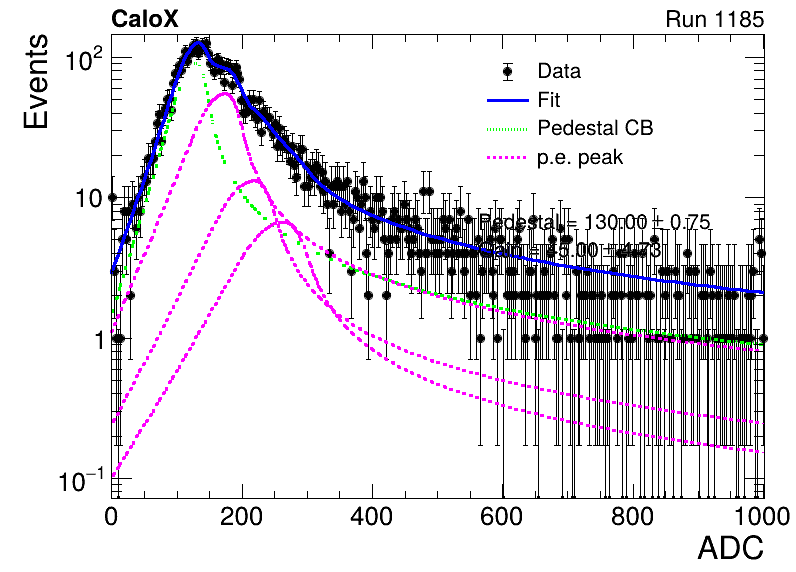 CaloX Run 1185
Events
Data
Fit
Pedestal CB
p.e. peak
Pedestal = 130.00 ± 0.75
10²
10
1
10⁻¹
0 200 400 600 800 1000
ADC